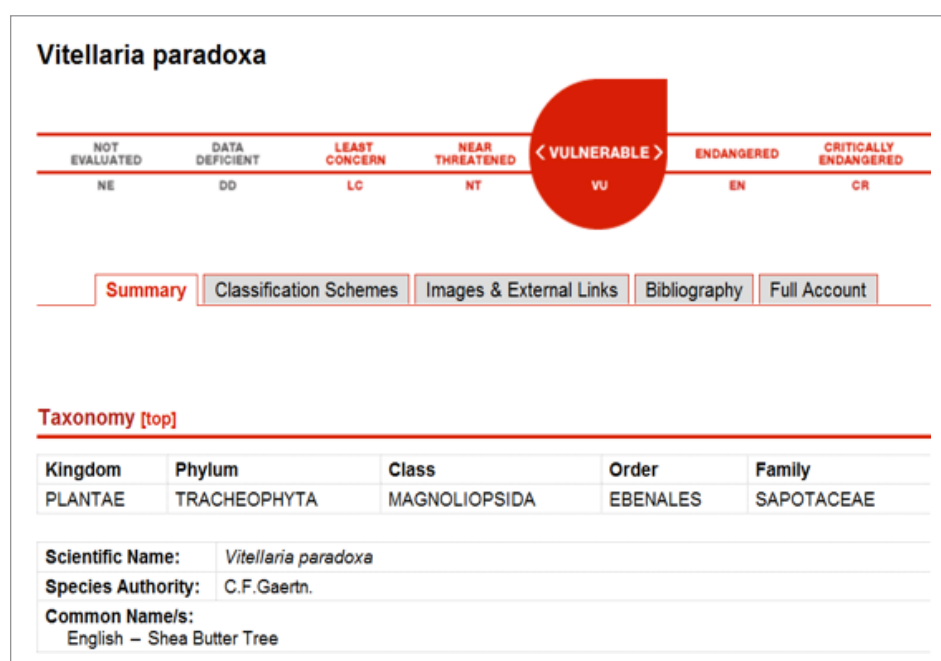 Vitellaria paradoxa
NOT EVALUATED DATA DEFICIENT LEAST CONCERN NEAR THREATENED < VULNERABLE > ENDANGERED CRITICALLY ENDANGERED
NE DD LC NT VU EN CR
Summary Classification Schemes Images & External Links Bibliography Full Account
Taxonomy [top]
Kingdom Phylum Class Order Family
PLANTAE TRACHEOPHYTA MAGNOLIOPSIDA EBENALES SAPOTACEAE
Scientific Name: Vitellaria paradoxa
Species Authority: C.F.Gaertn.
Common Name/s:
English – Shea Butter Tree